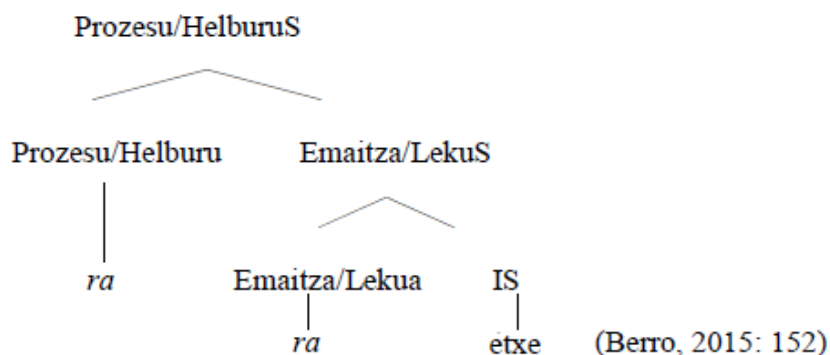 Prozesu/HelburuS
Prozesu/Helburu Emaitza/LekuS
ra Emaitza/Lekua IS
ra etxe (Berro, 2015: 152)